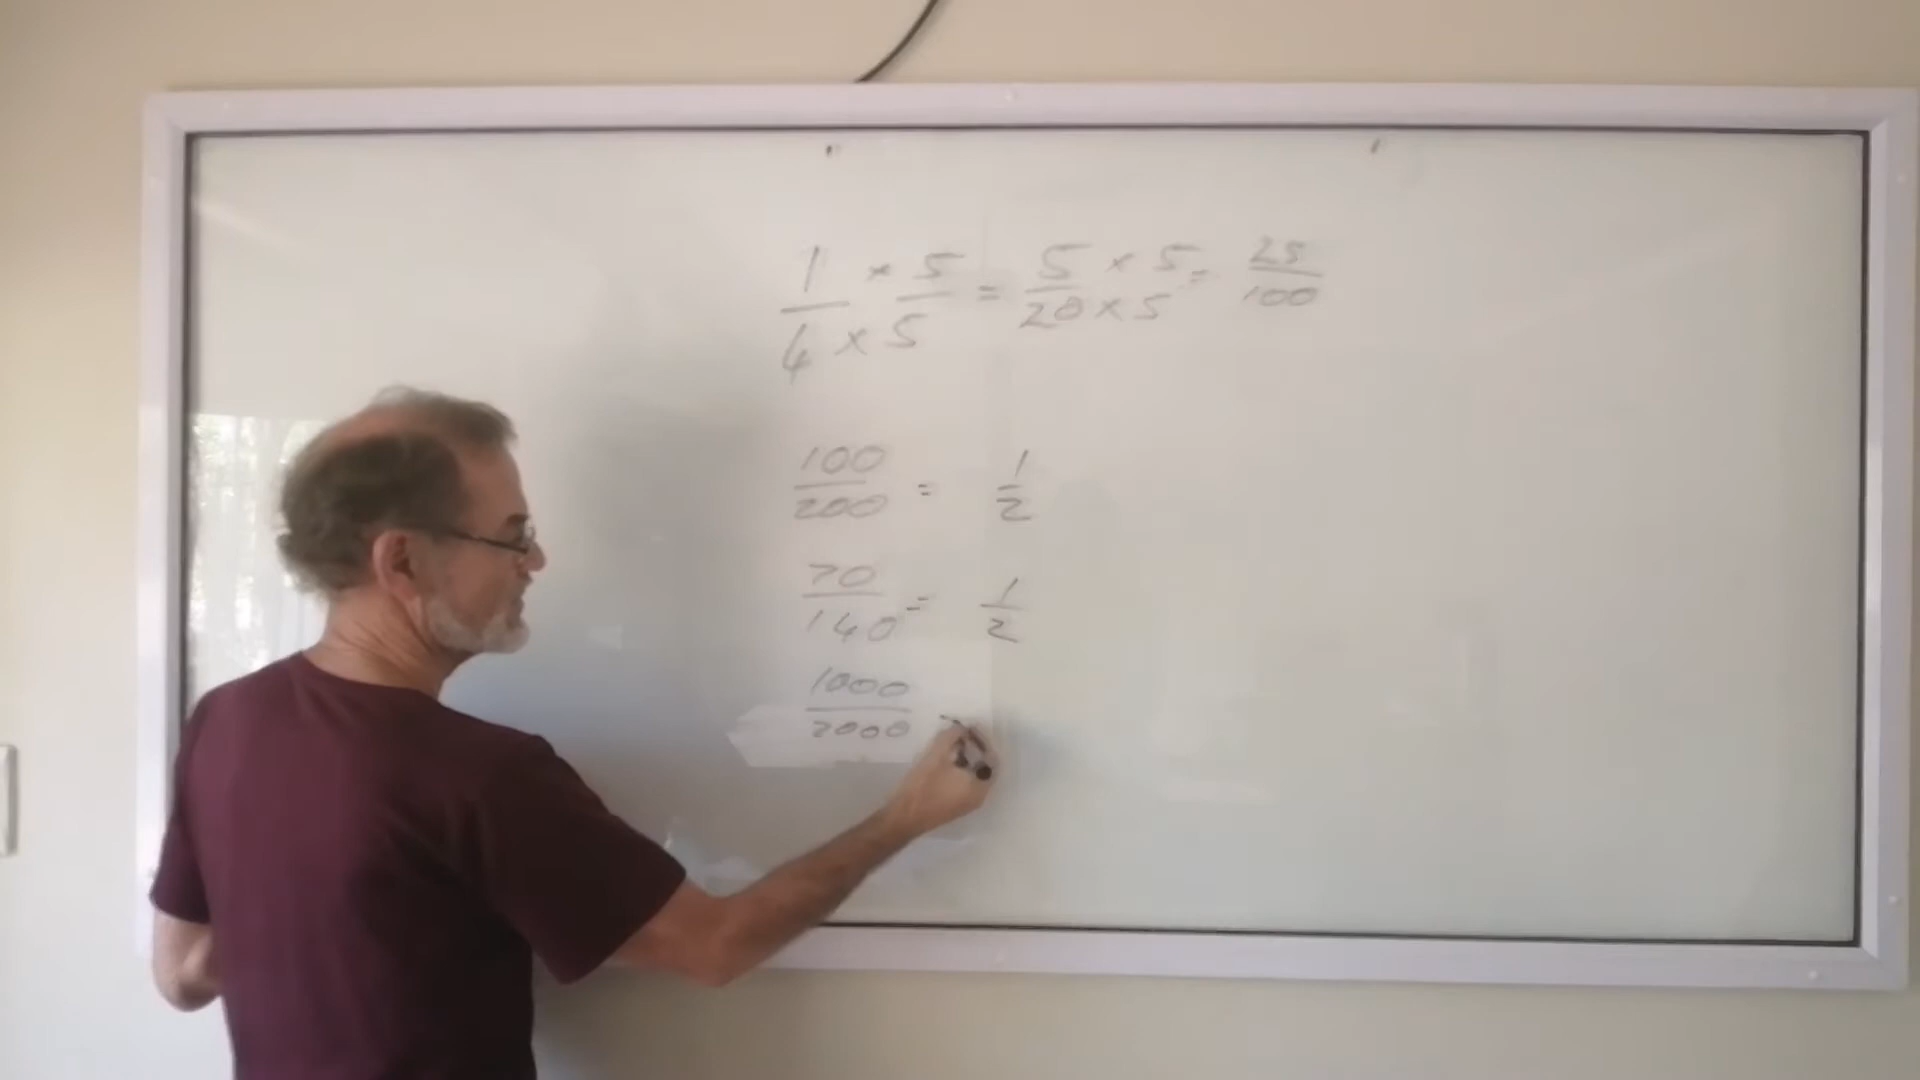 1/4 × 5/5 = 5/20 × 5/5 = 25/100
100/200 = 1/2
70/140 = 1/2
1000/2000